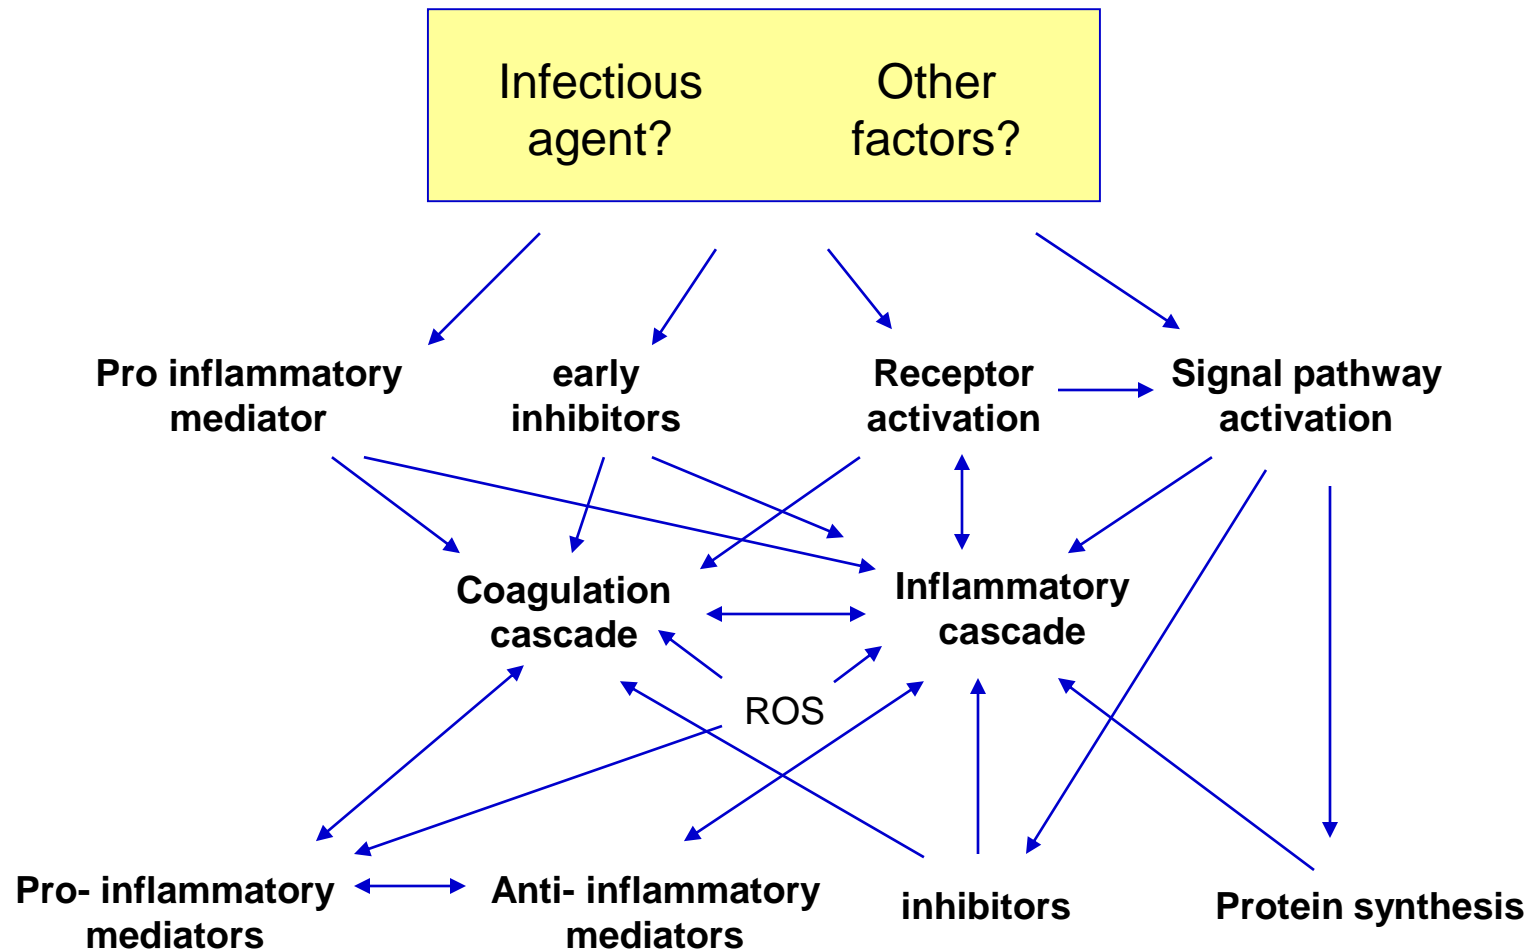 Infectious
agent?
Other
factors?
Pro inflammatory
mediator
early
inhibitors
Receptor
activation
Signal pathway
activation
Coagulation
cascade
Inflammatory
cascade
ROS
Pro- inflammatory
mediators
Anti- inflammatory
mediators
inhibitors
Protein synthesis